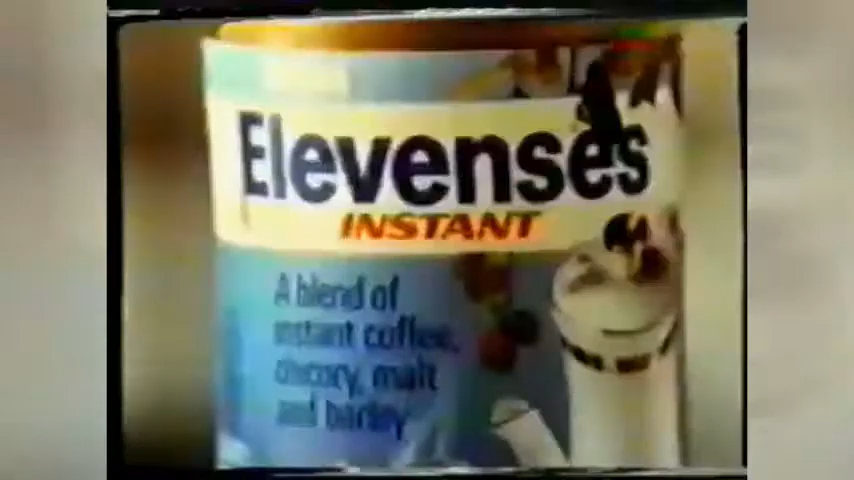 Elevenses
INSTANT
A blend of
instant coffee,
chicory, malt
and barley